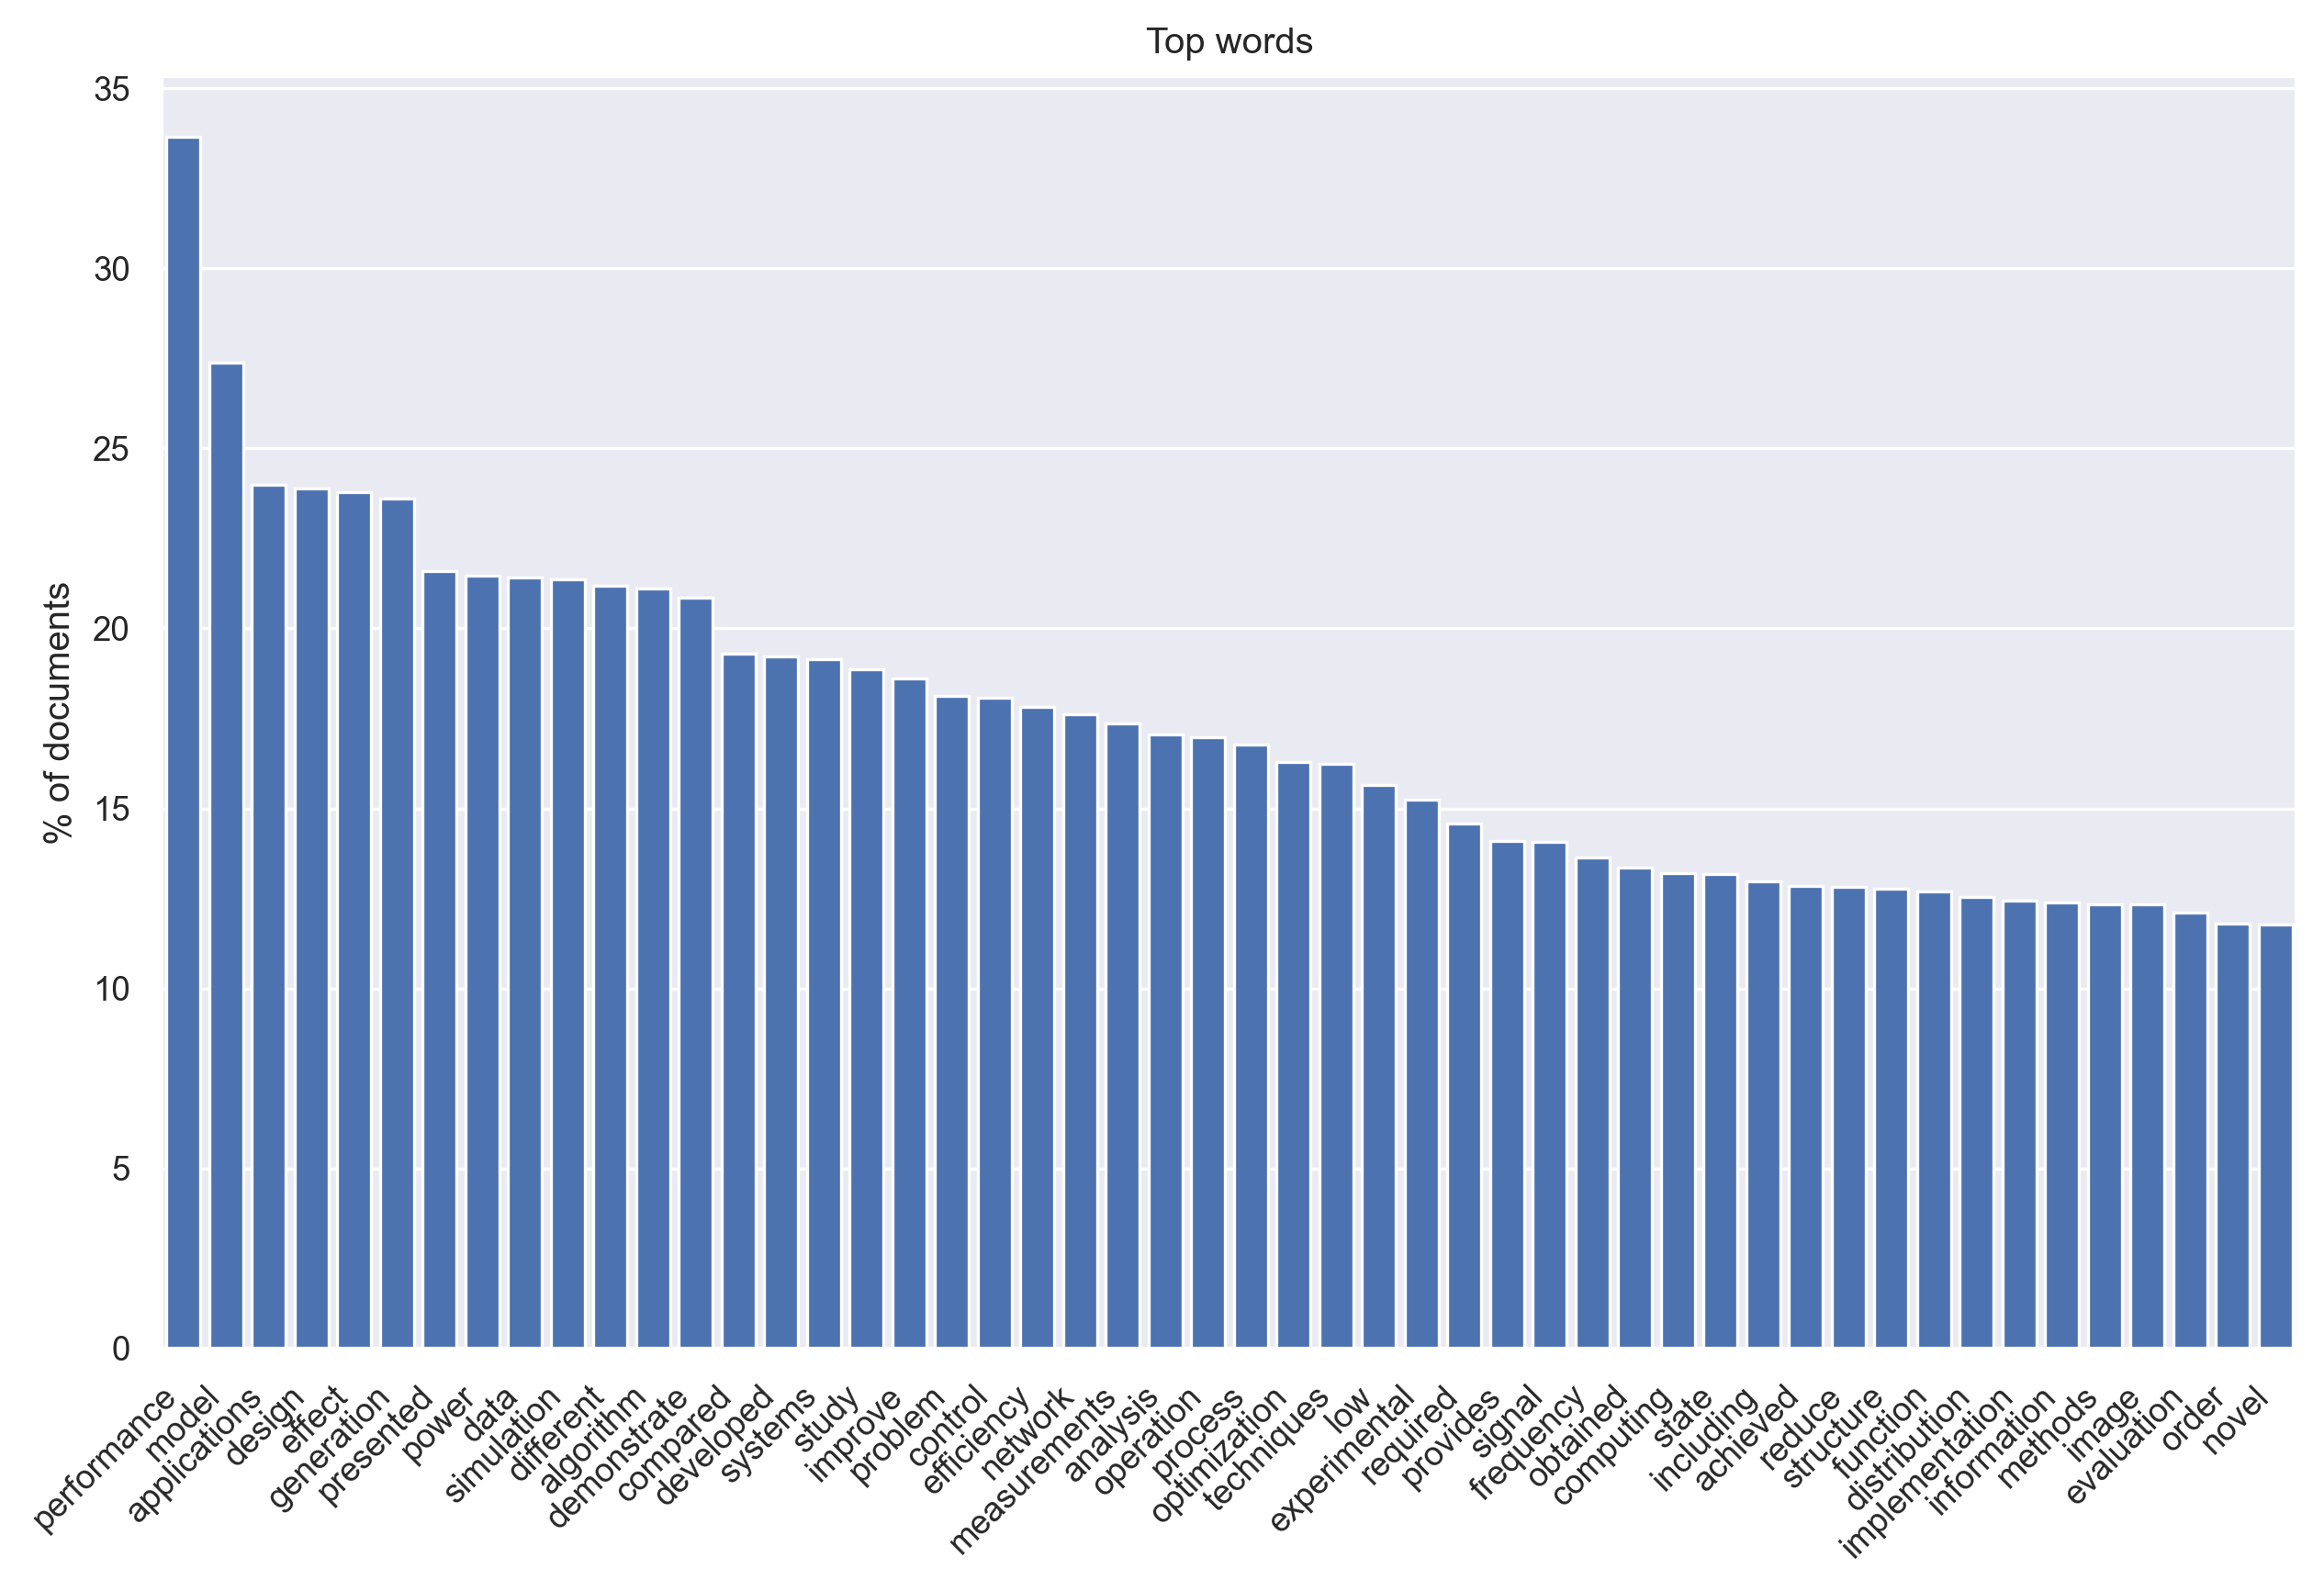 Top words
35
30
25
20
15
10
5
0
% of documents
performance
model
applications
design
effect
generation
presented
power
data
simulation
different
algorithm
demonstrate
compared
developed
systems
study
improve
problem
control
efficiency
network
measurements
analysis
operation
process
optimization
techniques
low
experimental
required
provides
signal
frequency
obtained
computing
state
including
achieved
reduce
structure
function
distribution
implementation
information
methods
image
evaluation
order
novel